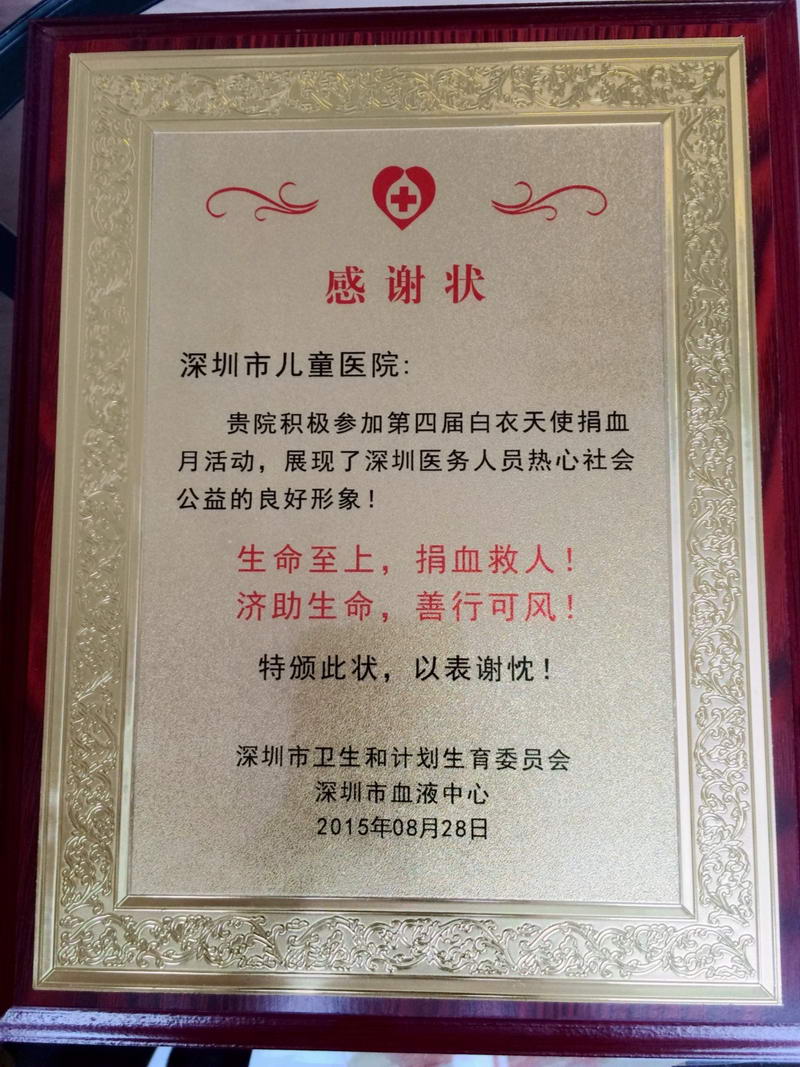 感谢状
深圳市儿童医院:
贵院积极参加第四届白衣天使捐血
月活动，展现了深圳医务人员热心社会
公益的良好形象！
生命至上，捐血救人！
济助生命，善行可风！
特颁此状，以表谢忱！
深圳市卫生和计划生育委员会
深圳市血液中心
2015年08月28日